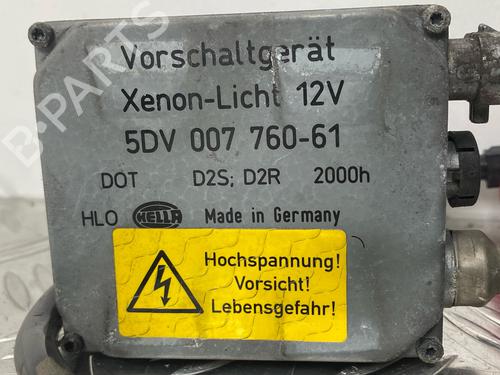 Vorschaltgerät
Xenon-Licht 12V
5DV 007 760-61
DOT D2S; D2R 2000h
HLO HELLA Made in Germany
Hochspannung!
Vorsicht!
Lebensgefahr!